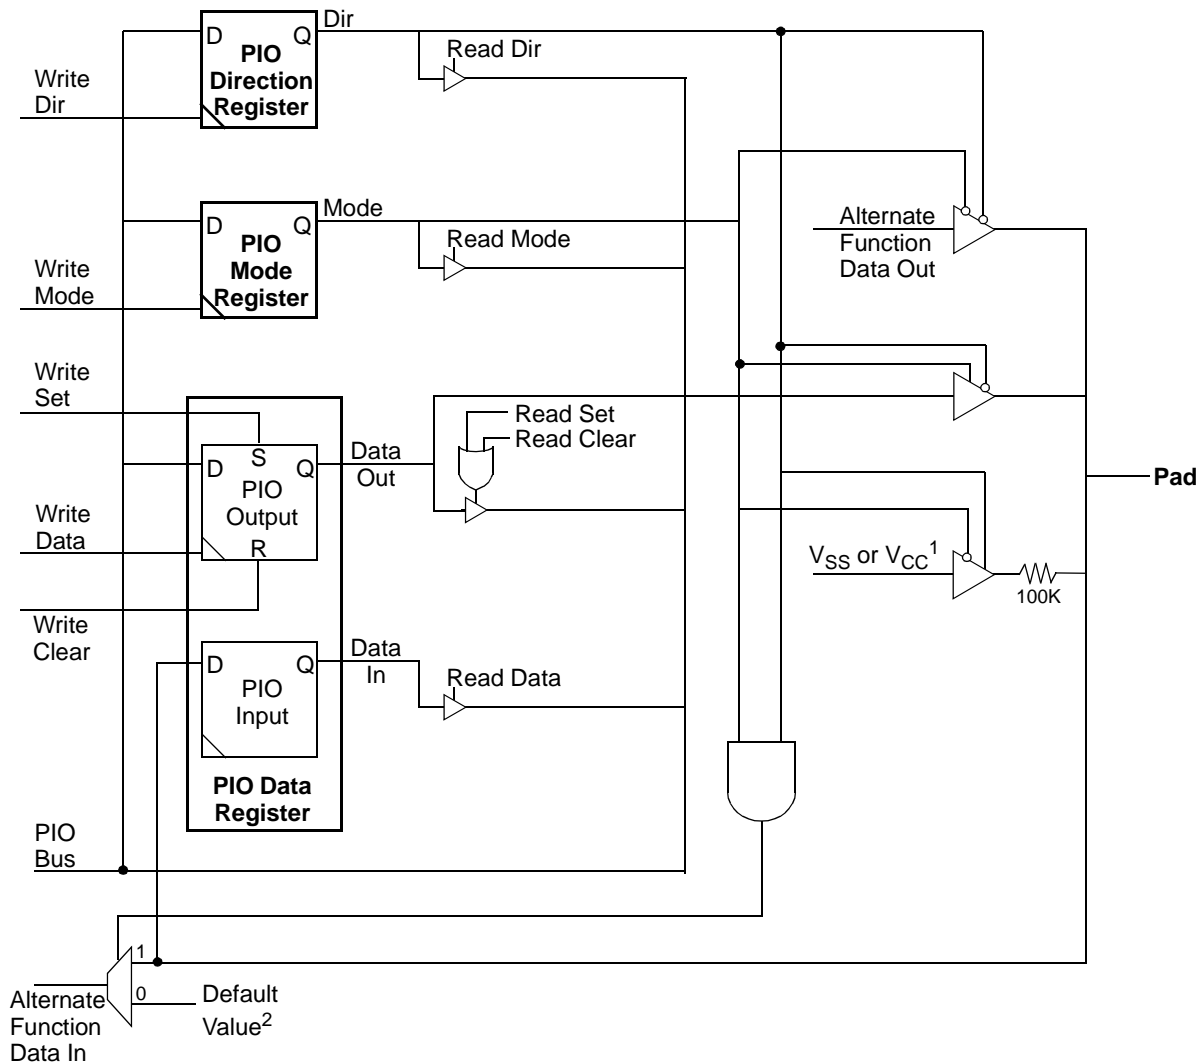 Dir
D Q
PIO
Direction
Register
Read Dir
Write
Dir
Mode
D Q
PIO
Mode
Register
Read Mode
Write
Mode
Alternate
Function
Data Out
Write
Set
Read Set
Read Clear
S
D Q
PIO
Output
R
Data
Out
Pad
Write
Data
VSS or VCC1
100K
Write
Clear
D Q
PIO
Input
Data
In
Read Data
PIO Data
Register
PIO
Bus
1
0
Alternate
Function
Data In
Default
Value2